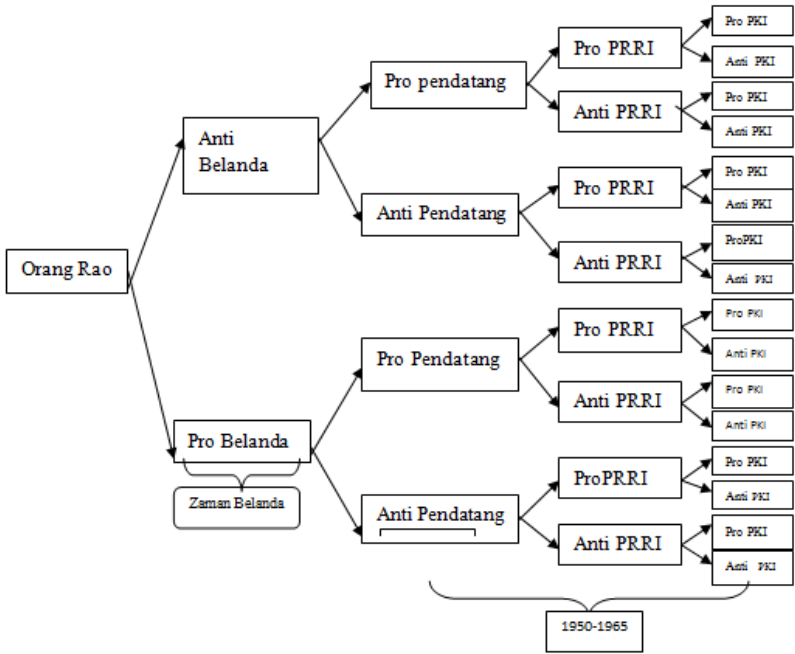 Pro PKI
Pro PRRI
Anti PKI
Pro pendatang
Pro PKI
Anti PRRI
Anti PKI
Anti
Belanda
Pro PKI
Pro PRRI
Anti PKI
Anti Pendatang
ProPKI
Anti PRRI
Anti PKI
Orang Rao
Pro PKI
Pro PRRI
Anti PKI
Pro Pendatang
Pro PKI
Anti PRRI
Anti PKI
Pro Belanda
Pro PKI
ProPRRI
Anti PKI
Zaman Belanda
Anti Pendatang
Pro PKI
Anti PRRI
Anti PKI
1950-1965